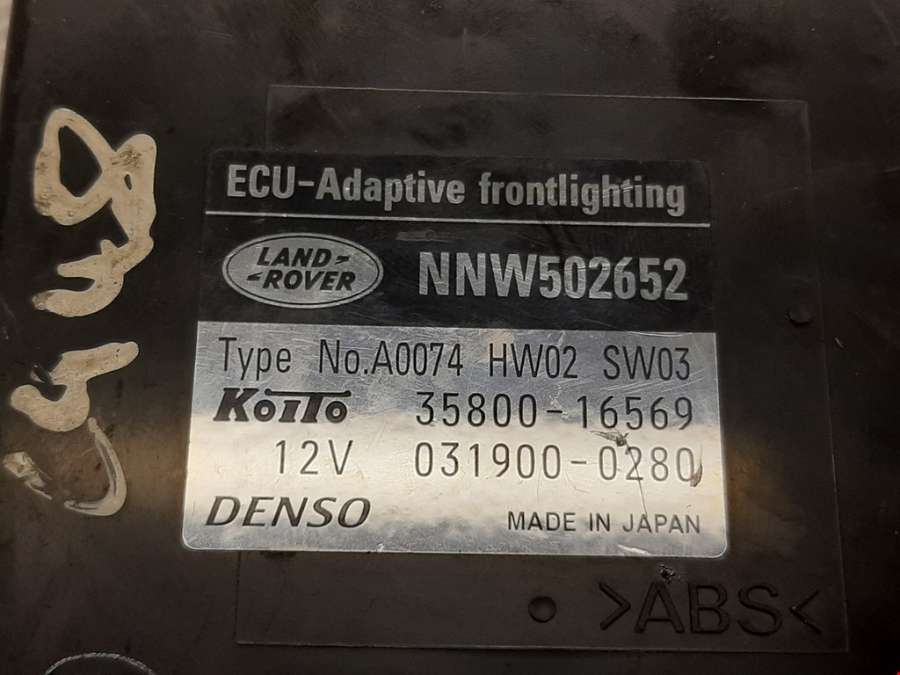 ECU-Adaptive frontlighting
LAND-
-ROVER
NNW502652
Type No.A0074 HW02 SW03
KOITO 35800-16569
12V 031900-0280
DENSO MADE IN JAPAN
>ABS<